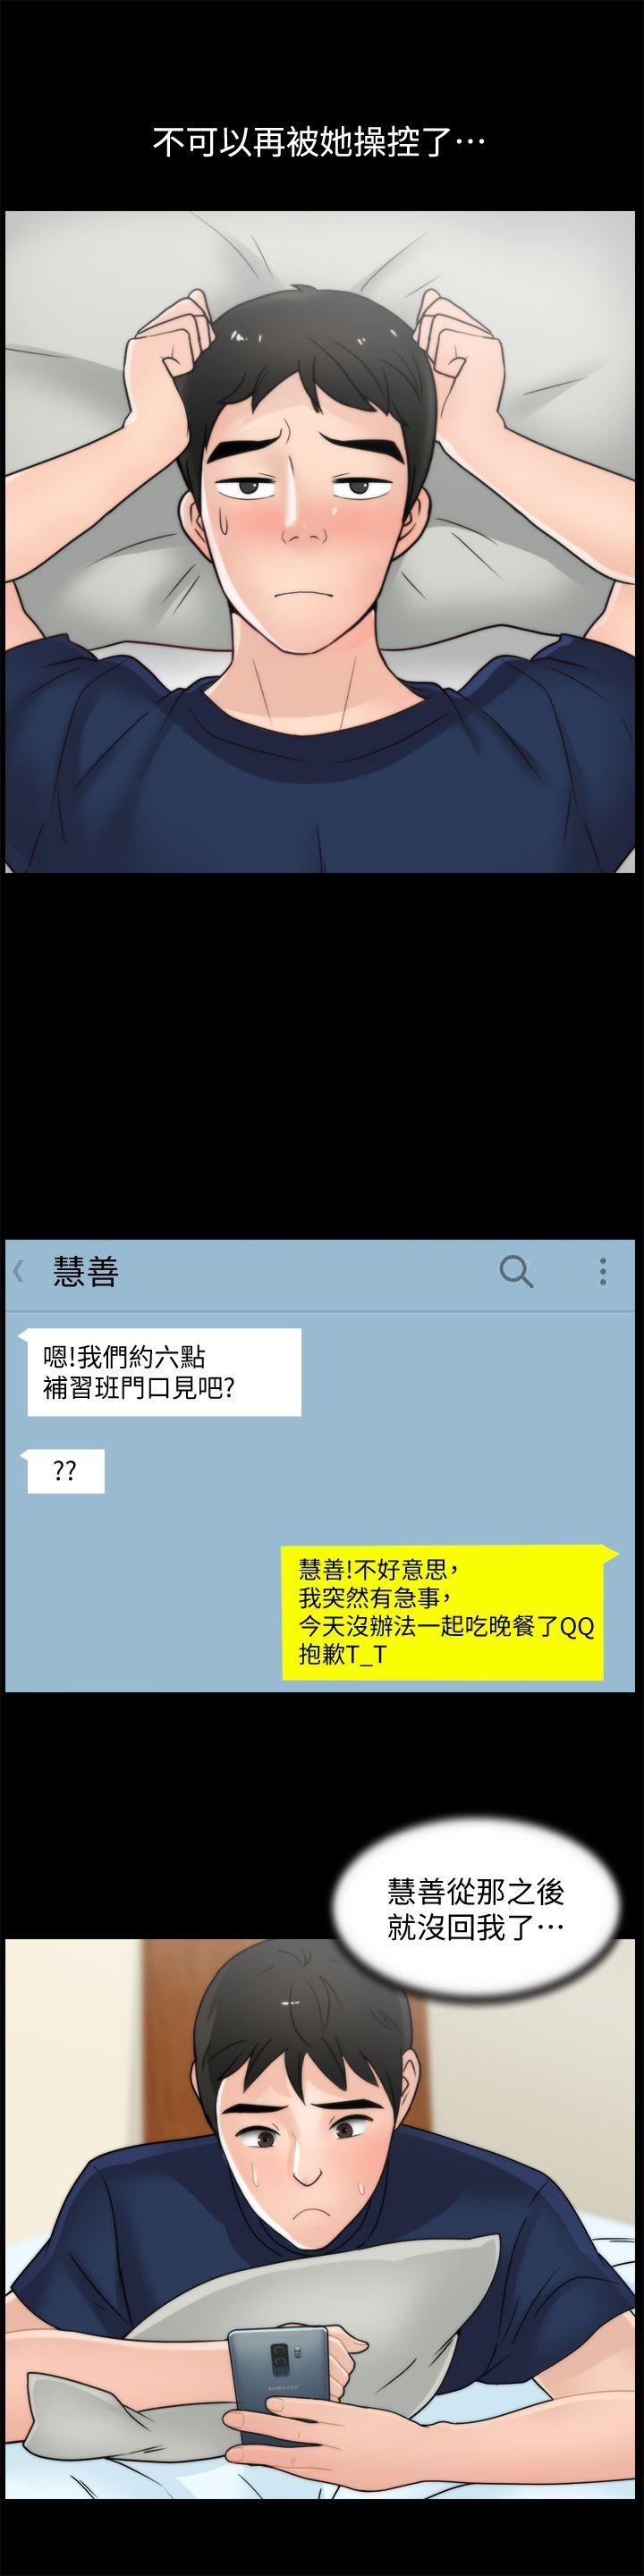 不可以再被她操控了⋯
慧善
嗯!我們約六點
補習班門口見吧?
??
慧善!不好意思，
我突然有急事，
今天沒辦法一起吃晚餐了QQ
抱歉T_T
慧善從那之後
就沒回我了⋯
SAMSUNG